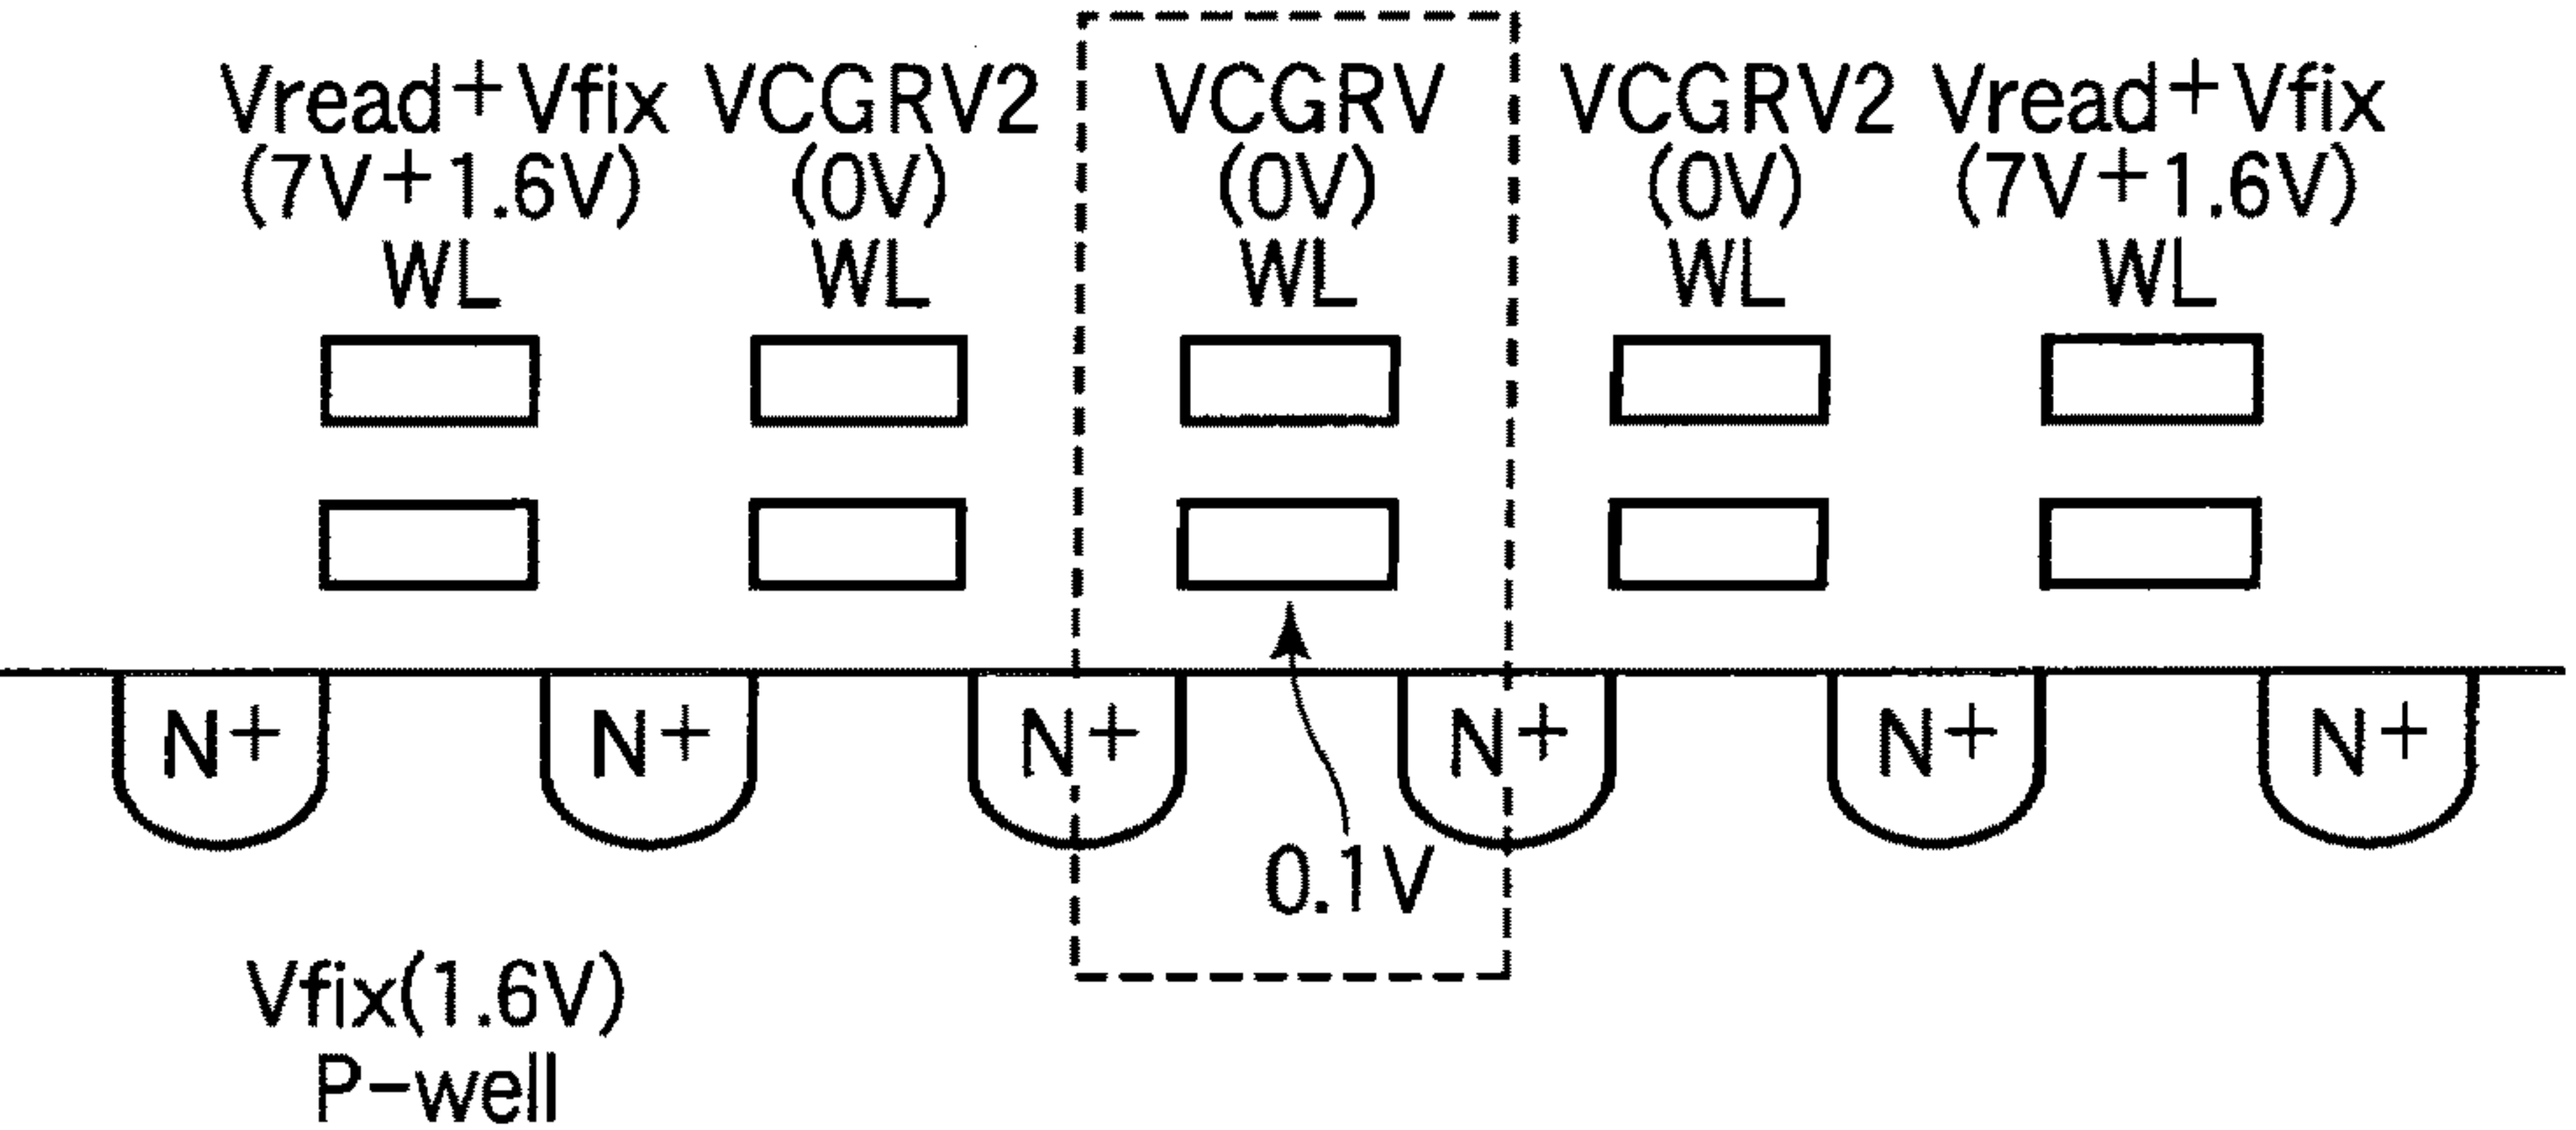 Vread+Vfix VCGRV2 VCGRV VCGRV2 Vread+Vfix
(7V+1.6V) (0V) (0V) (0V) (7V+1.6V)
WL WL WL WL WL
N+ N+ N+ N+ N+ N+
0.1V
Vfix(1.6V)
P-well